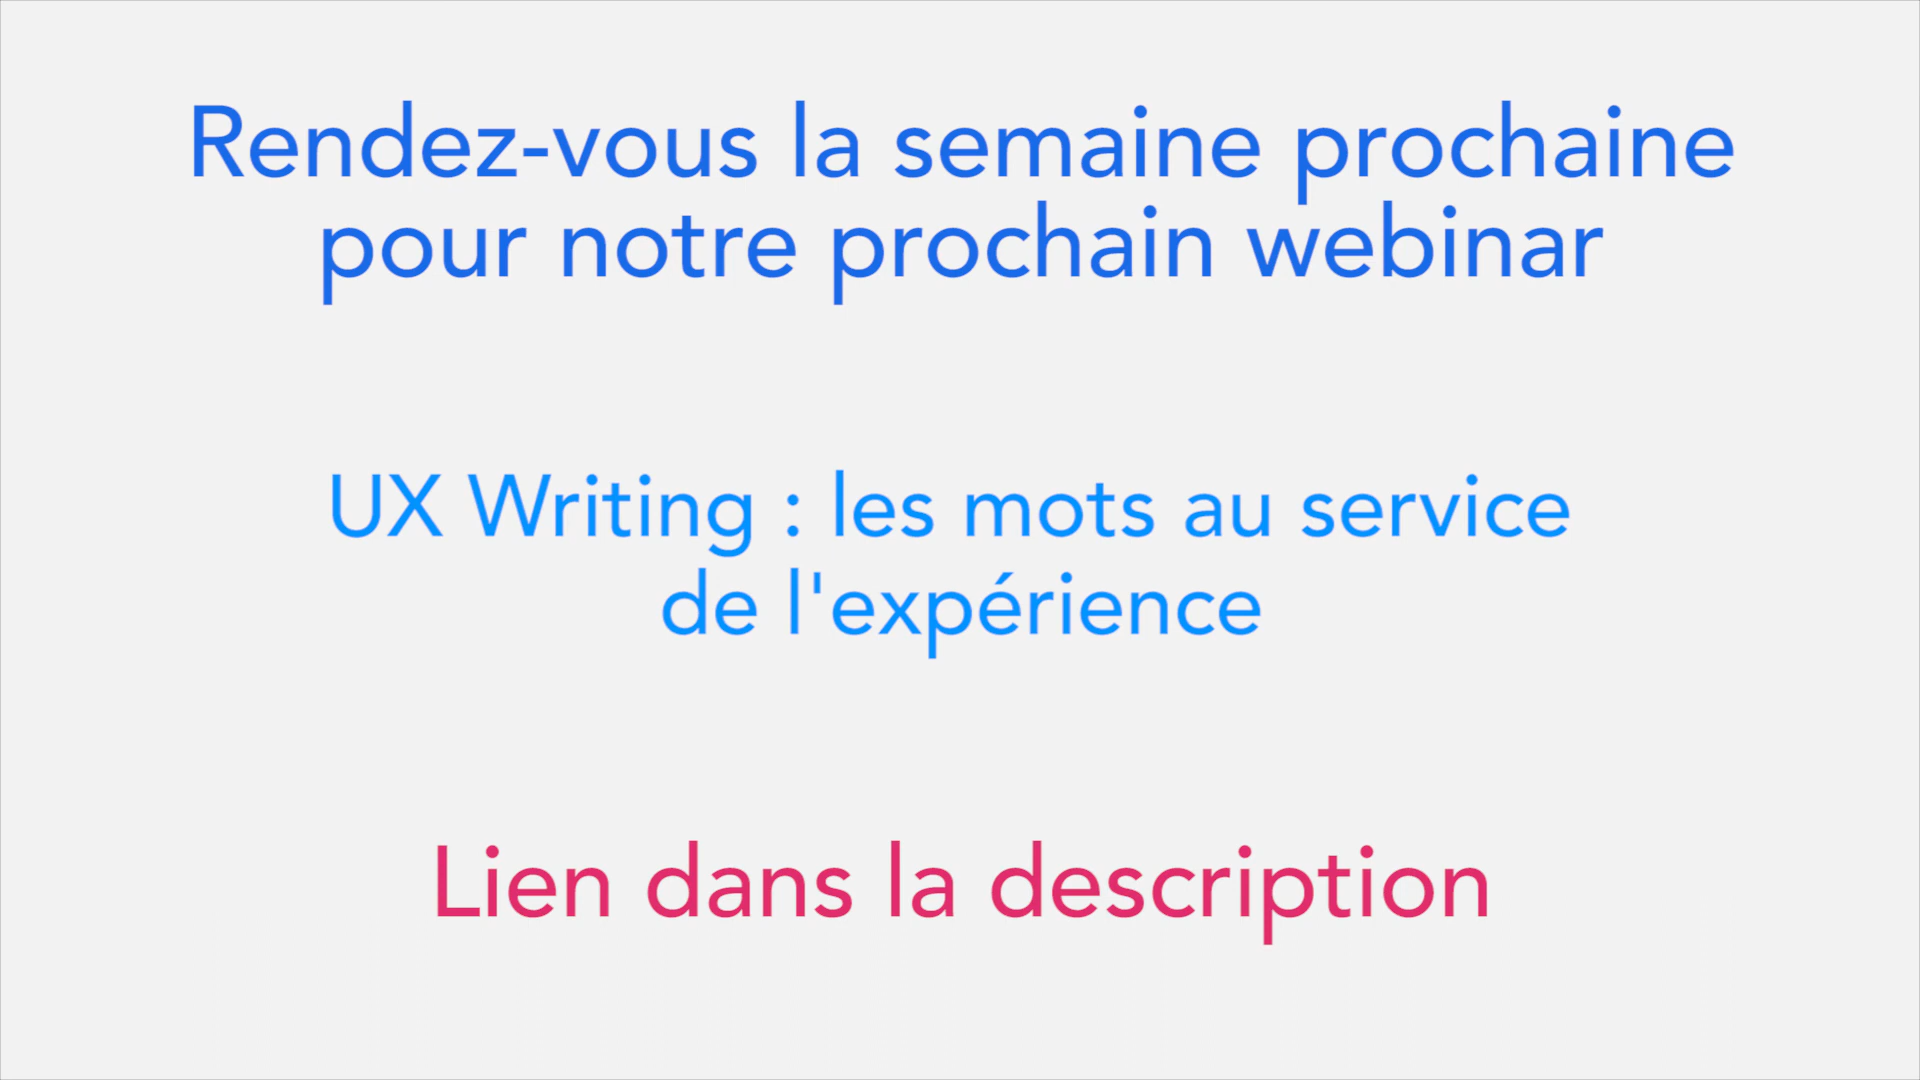 Rendez-vous la semaine prochaine
pour notre prochain webinar
UX Writing : les mots au service
de l'expérience
Lien dans la description